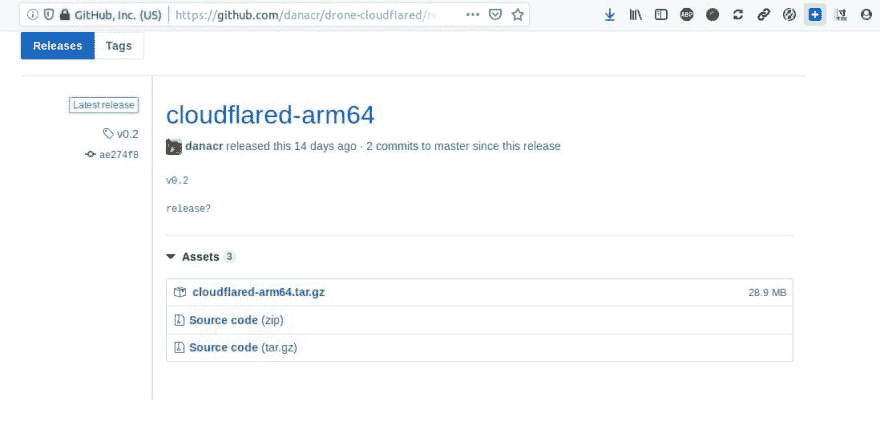 GitHub, Inc. (US) https://github.com/danacr/drone-cloudflared/re
Releases Tags
Latest release
v0.2
ae274f8
cloudflared-arm64
danacr released this 14 days ago · 2 commits to master since this release
v0.2
release?
Assets 3
cloudflared-arm64.tar.gz 28.9 MB
Source code (zip)
Source code (tar.gz)